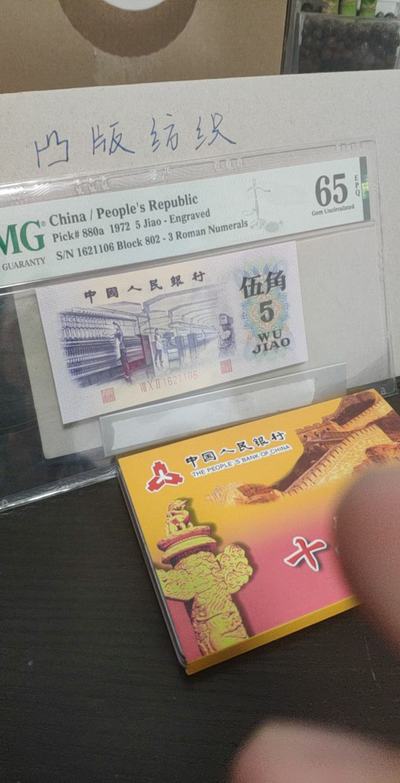 凸版纺织
MG
GUARANTY
China / People's Republic
Pick# 880a 1972 5 Jiao - Engraved
S/N 1621106 Block 802 - 3 Roman Numerals
65
EPQ
Gem Uncirculated
中国人民银行
伍角
5
WU
JIAO
1621106
中国人民银行
THE PEOPLE'S BANK OF CHINA
十